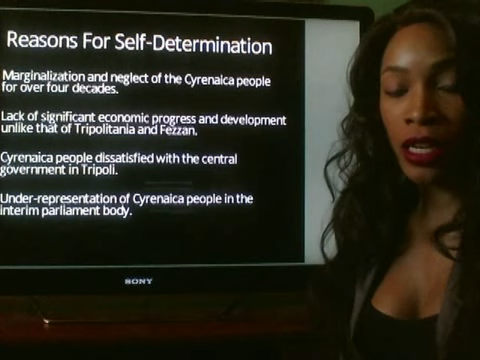 Reasons For Self-Determination
Marginalization and neglect of the Cyrenaica people
for over four decades.
Lack of significant economic progress and development
unlike that of Tripolitania and Fezzan.
Cyrenaica people dissatisfied with the central
government in Tripoli.
Under-representation of Cyrenaica people in the
interim parliament body.
SONY